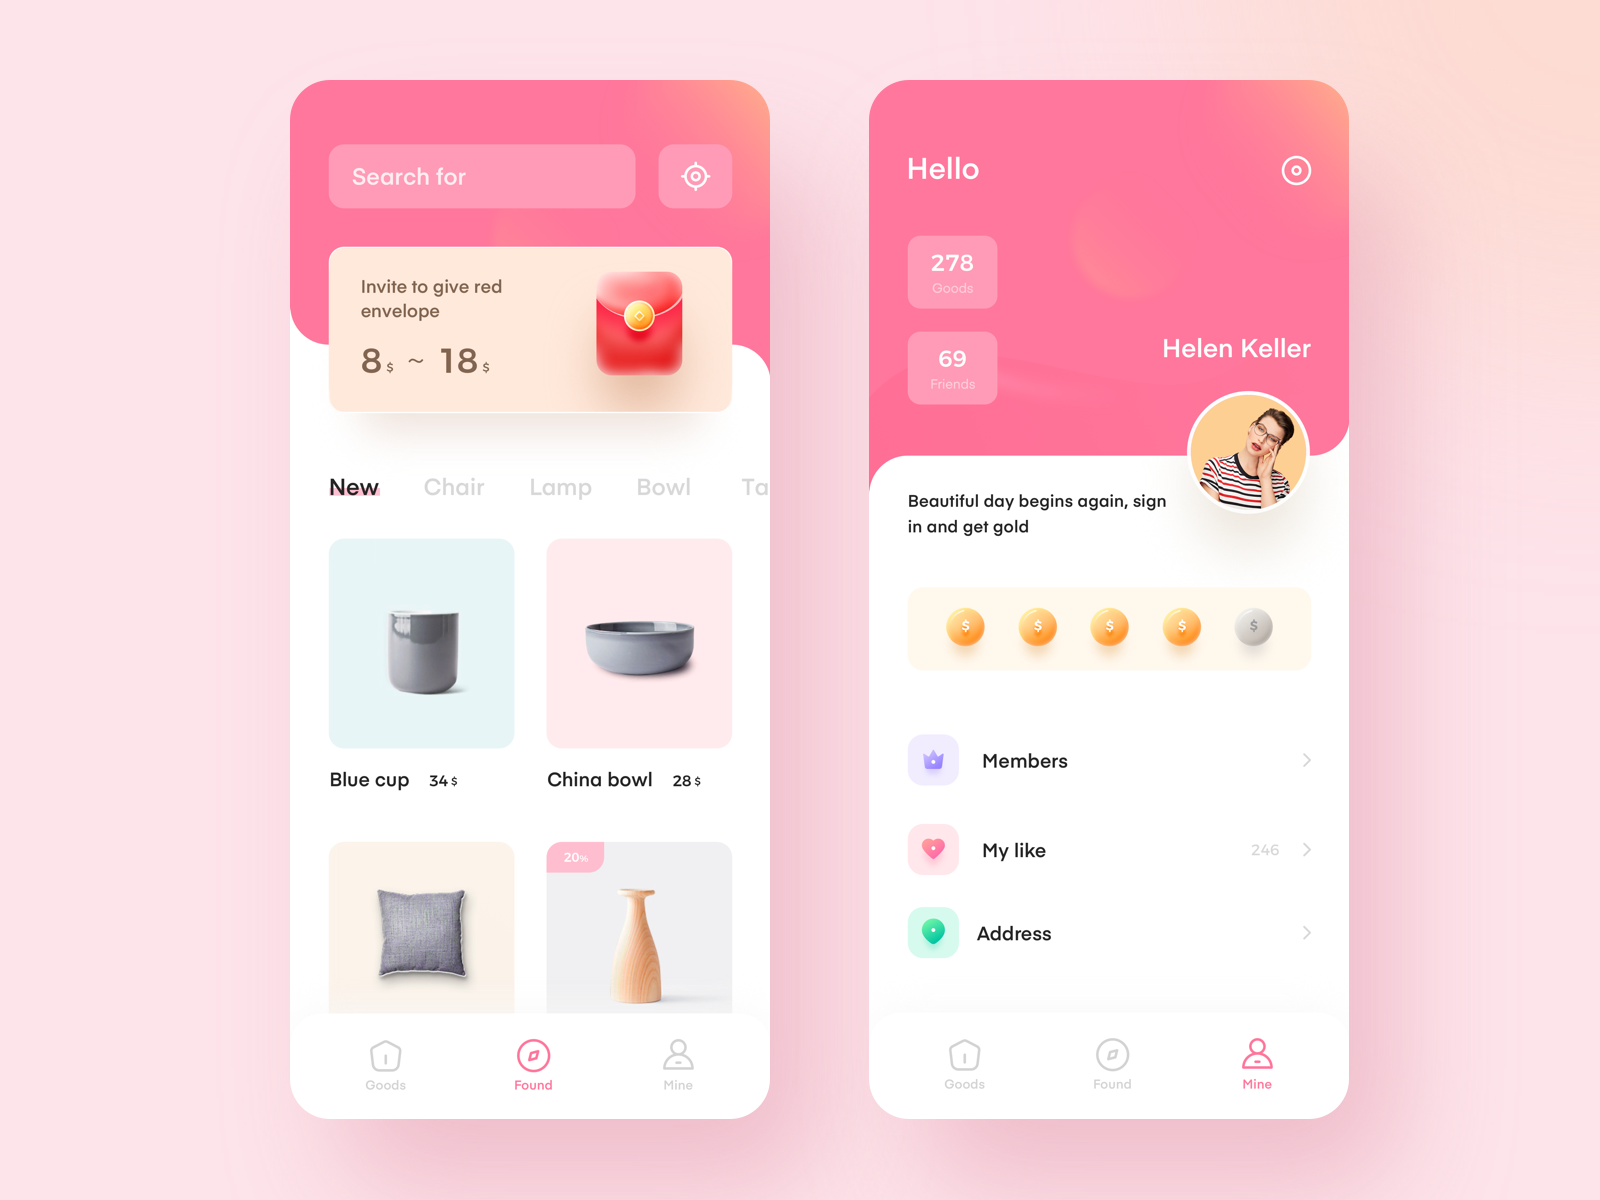 Search for
Invite to give red
envelope
8 $ ~ 18 $
New Chair Lamp Bowl Ta
Blue cup 34 $
China bowl 28 $
20%
Goods Found Mine
Hello
278
Goods
69
Friends
Helen Keller
Beautiful day begins again, sign
in and get gold
$ $ $ $ $
Members
My like 246
Address
Goods Found Mine